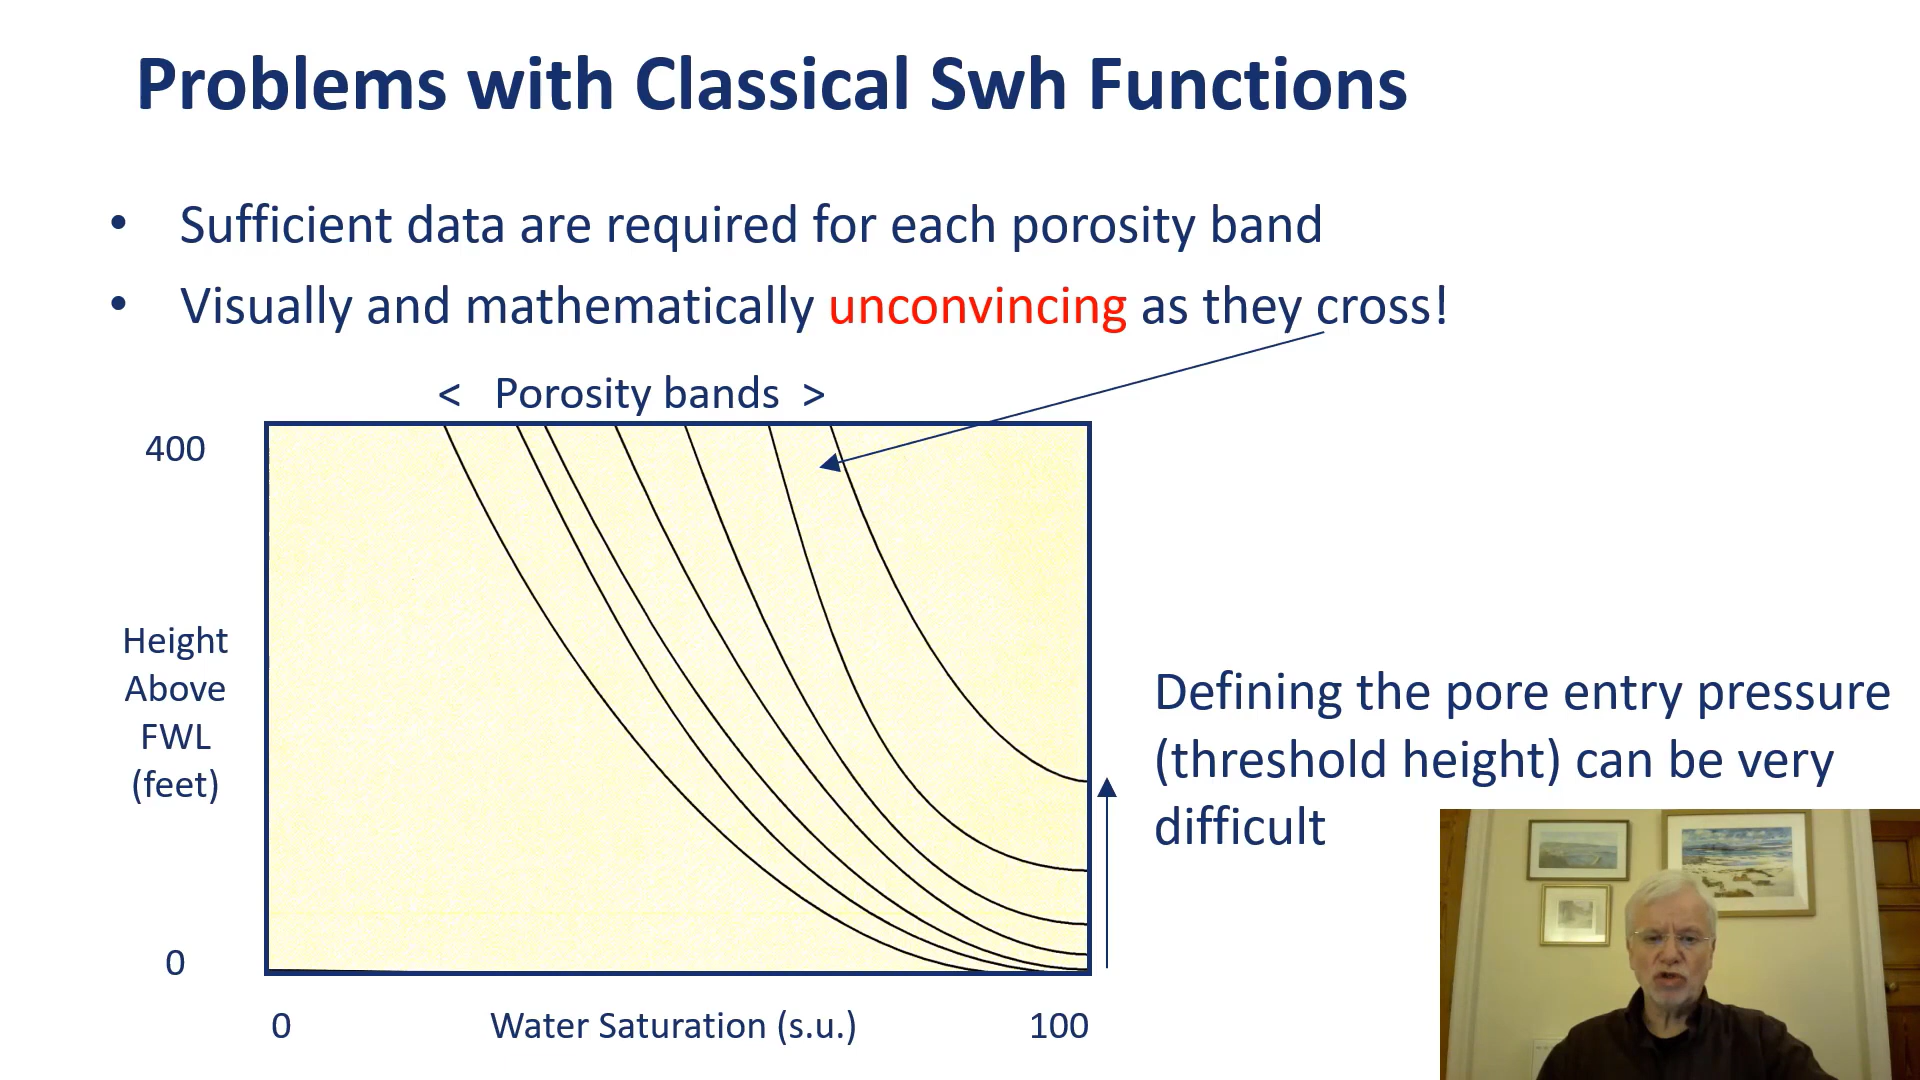 Problems with Classical Swh Functions
• Sufficient data are required for each porosity band
• Visually and mathematically unconvincing as they cross!
< Porosity bands >
400
Height
Above
FWL
(feet)
0
0 Water Saturation (s.u.) 100
Defining the pore entry pressure
(threshold height) can be very
difficult